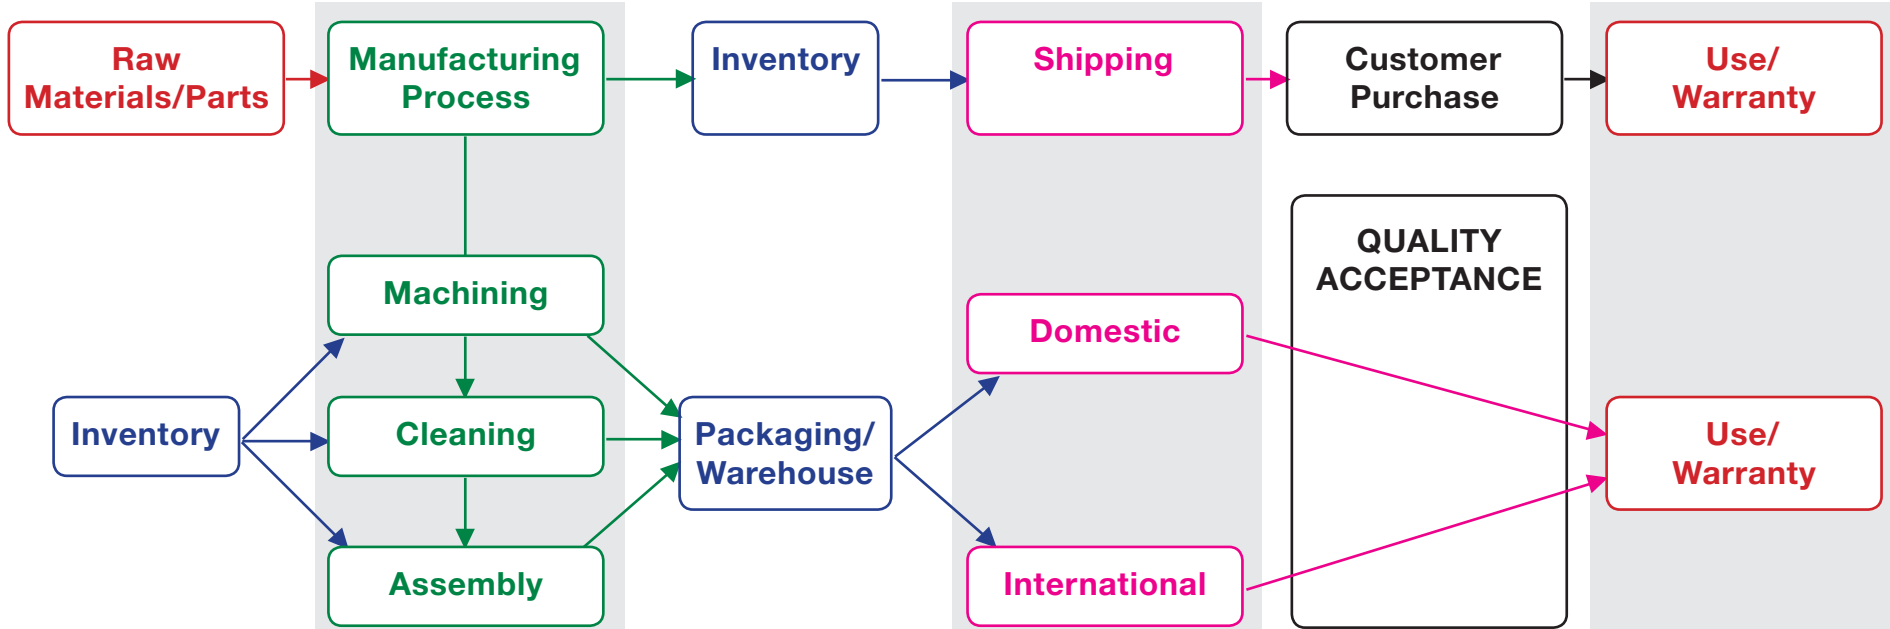 Raw
Materials/Parts
Manufacturing
Process
Inventory
Shipping
Customer
Purchase
Use/
Warranty
QUALITY
ACCEPTANCE
Machining
Domestic
Inventory
Cleaning
Packaging/
Warehouse
Use/
Warranty
Assembly
International